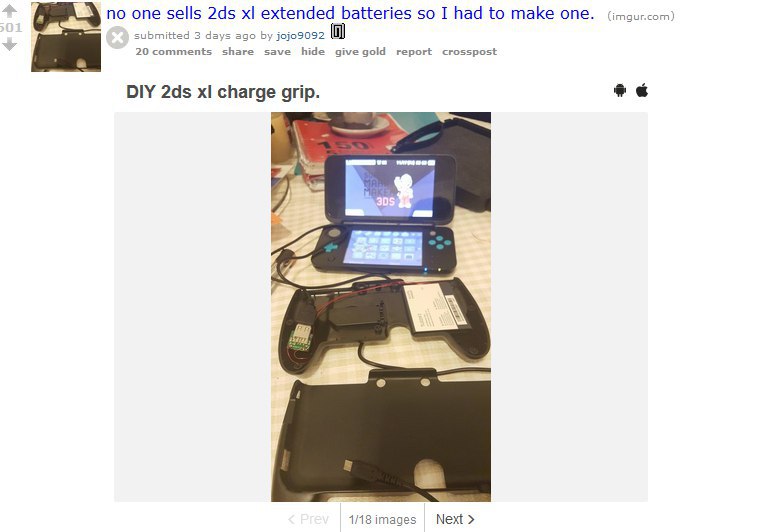 no one sells 2ds xl extended batteries so I had to make one. (imgur.com)
501
submitted 3 days ago by jojo9092
20 comments share save hide give gold report crosspost
DIY 2ds xl charge grip.
150
3DS
< Prev 1/18 images Next >